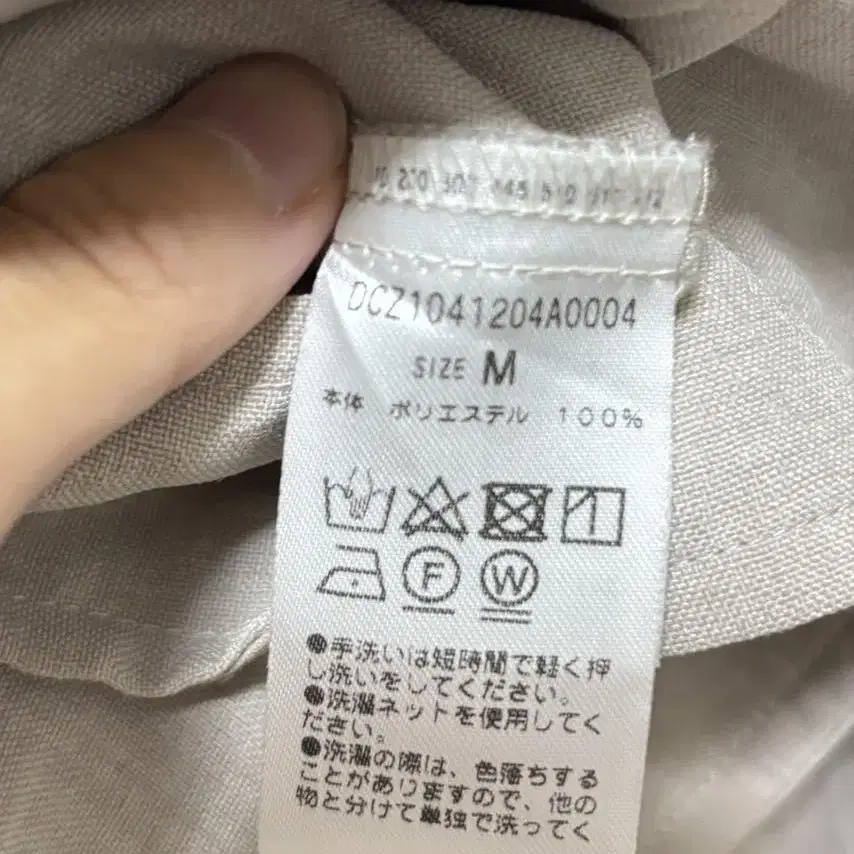 DCZ1041204A0004
SIZE M
本体 ポリエステル 100%
F W
●手洗いは短時間で軽く押
し洗いをしてください。
●洗濯ネットを使用してく
ださい。
●洗濯の際は、色落ちする
ことがありますので、他の
物と分けて単独で洗ってく